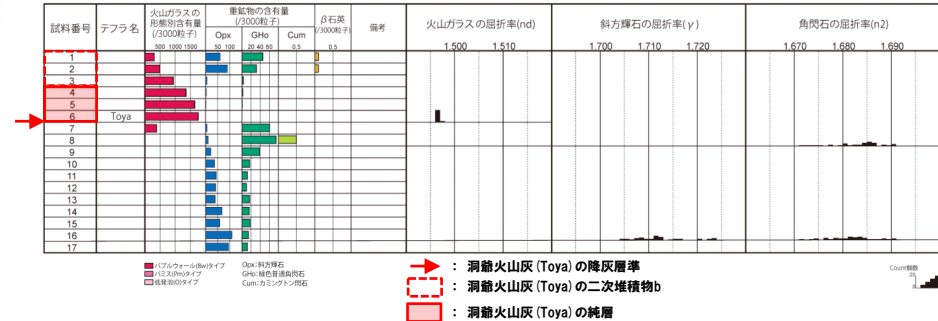 試料番号 テフラ名 火山ガラスの形態別含有量(/3000粒子) 重鉱物の含有量(/3000粒子) β石英(/3000粒子) 備考 火山ガラスの屈折率(nd) 斜方輝石の屈折率(γ) 角閃石の屈折率(n2)
Opx GHo Cum
500 1000 1500 50 100 20 40 60 0.5 0.5 1.500 1.510 1.700 1.710 1.720 1.670 1.680 1.690
1
2
3
4
5
6 Toya
7
8
9
10
11
12
13
14
15
16
17
バブルウォール(Bw)タイプ Opx:斜方輝石
パミス(Pm)タイプ GHo:緑色普通角閃石
低発泡(O)タイプ Cum:カミングトン閃石
: 洞爺火山灰(Toya)の降灰層準
: 洞爺火山灰(Toya)の二次堆積物b
: 洞爺火山灰(Toya)の純層
Count個数